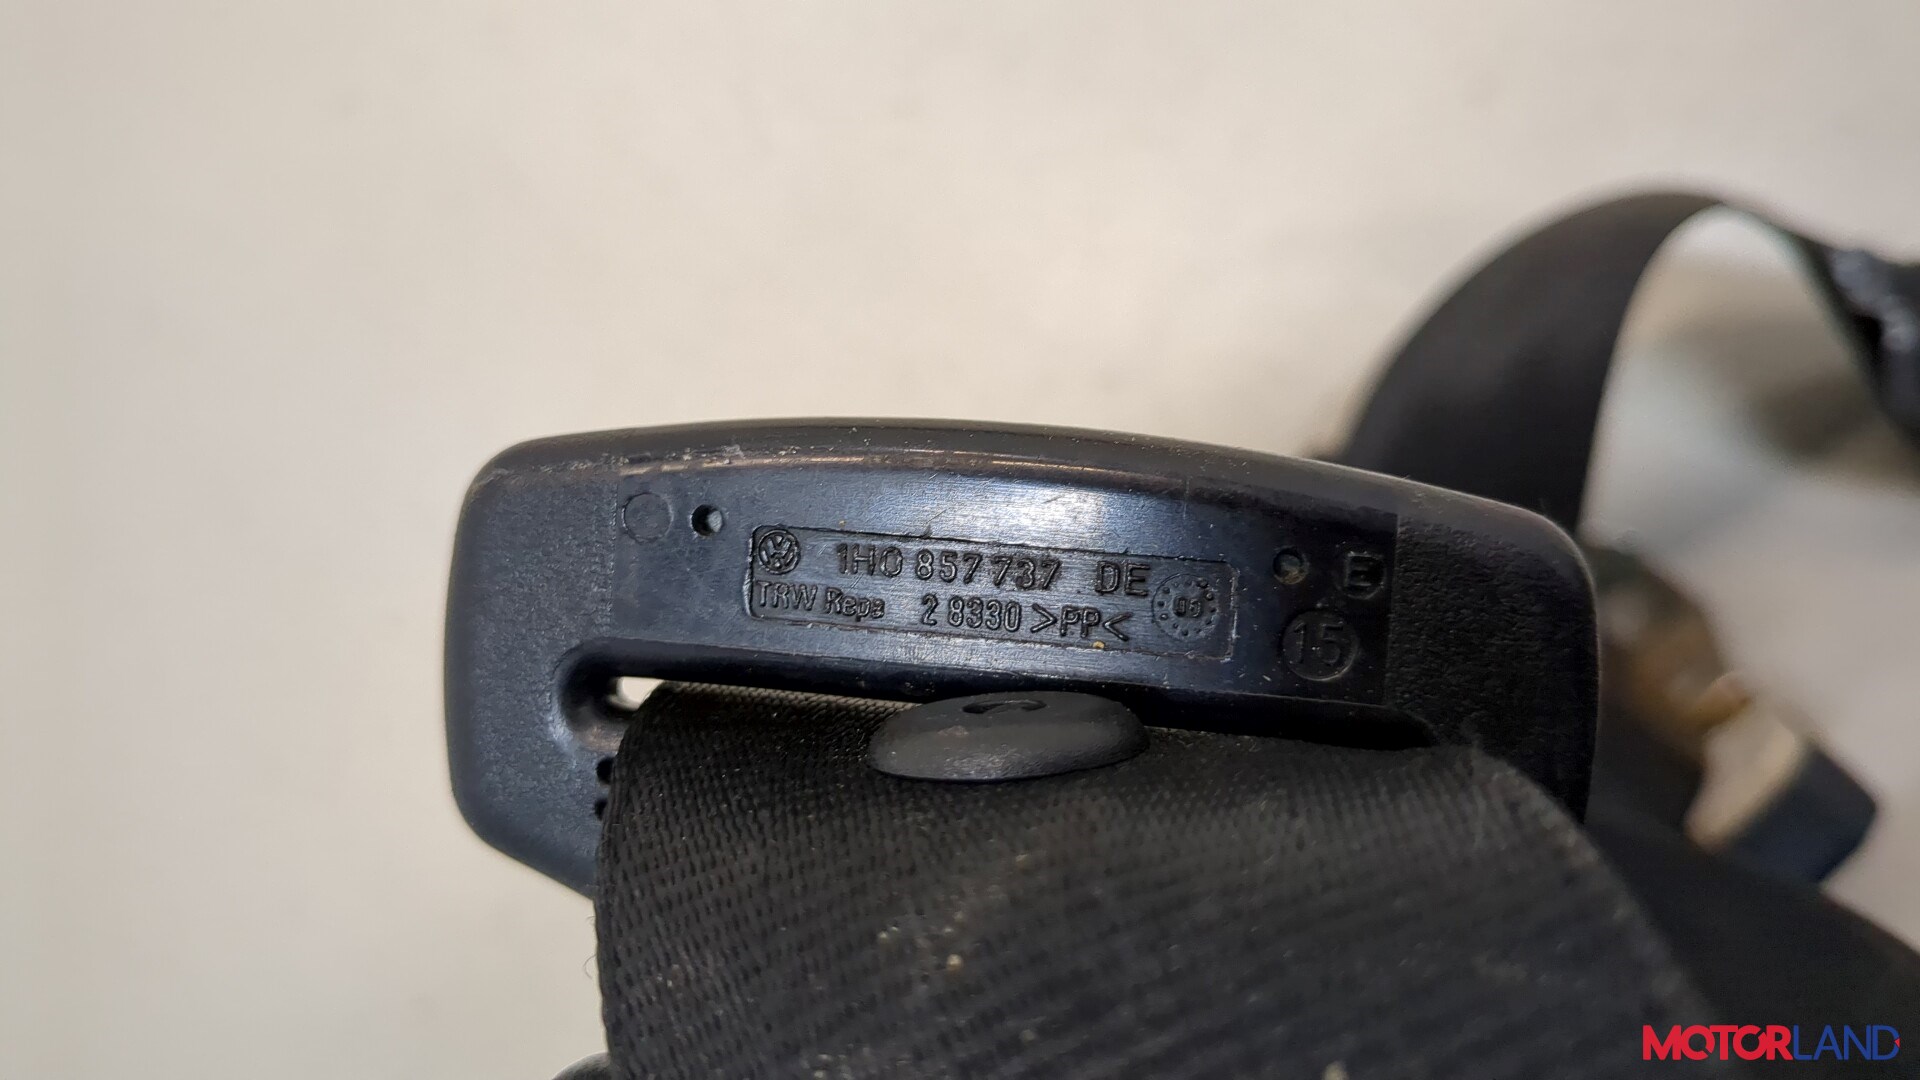 1H0 857 737 DE
TRW Repa 2 8330 >PP<
E
15
MOTORLAND